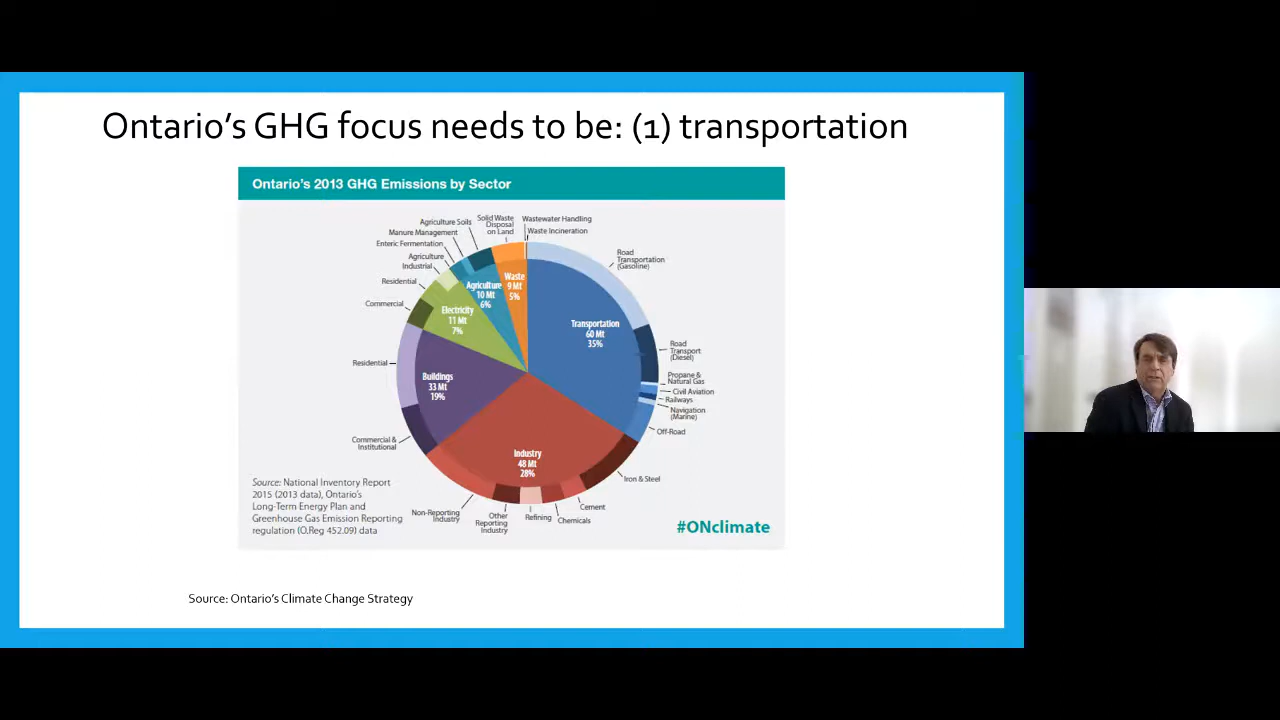 Ontario's GHG focus needs to be: (1) transportation
Ontario's 2013 GHG Emissions by Sector
Agriculture Soils
Manure Management
Enteric Fermentation
Agriculture
Industrial
Residential
Commercial
Residential
Commercial &
Institutional
Solid Waste
Disposal
on Land
Wastewater Handling
Waste Incineration
Road
Transportation
(Gasoline)
Road
Transport
(Diesel)
Propane &
Natural Gas
Civil Aviation
Railways
Navigation
(Marine)
Off-Road
Iron & Steel
Cement
Chemicals
Refining
Other
Reporting
Industry
Non-Reporting
Industry
Waste
9 Mt
5%
Agriculture
10 Mt
6%
Electricity
11 Mt
7%
Buildings
33 Mt
19%
Transportation
60 Mt
35%
Industry
48 Mt
28%
Source: National Inventory Report
2015 (2013 data), Ontario's
Long-Term Energy Plan and
Greenhouse Gas Emission Reporting
regulation (O.Reg 452.09) data
#ONclimate
Source: Ontario's Climate Change Strategy